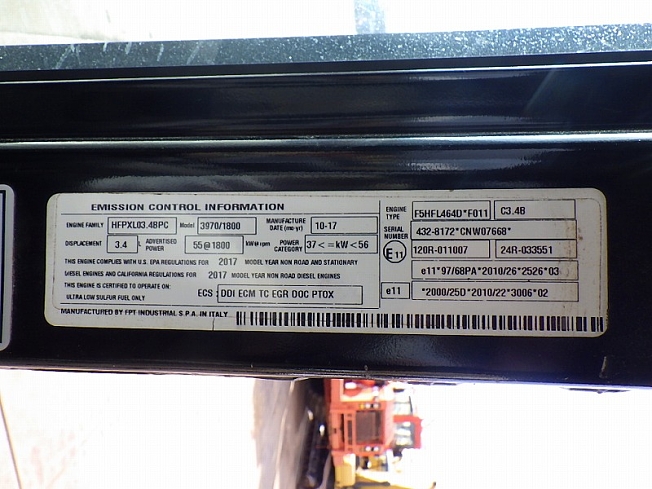 EMISSION CONTROL INFORMATION
ENGINE FAMILY HFPXL03.4BPC Model 3970/1800 MANUFACTURE DATE (mo-yr) 10-17
DISPLACEMENT 3.4 L ADVERTISED POWER 55@1800 kW@rpm POWER CATEGORY 37<=kW<56
THIS ENGINE COMPLIES WITH U.S. EPA REGULATIONS FOR 2017 MODEL YEAR NON ROAD AND STATIONARY
DIESEL ENGINES AND CALIFORNIA REGULATIONS FOR 2017 MODEL YEAR NON ROAD DIESEL ENGINES
THIS ENGINE IS CERTIFIED TO OPERATE ON:
ULTRA LOW SULFUR FUEL ONLY
ECS: DDI ECM TC EGR DOC PTOX
MANUFACTURED BY FPT-INDUSTRIAL S.P.A. IN ITALY
ENGINE TYPE F5HFL464D*F011 C3.4B
SERIAL NUMBER 432-8172*CNW07668*
E11 120R-011007 24R-033551
e11*97/68PA*2010/26*2526*03
e11 *2000/25D*2010/22*3006*02